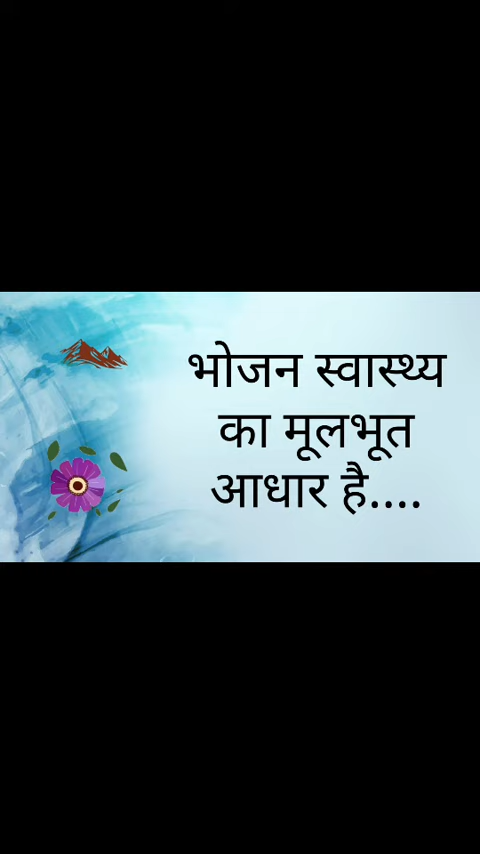 भोजन स्वास्थ्य
का मूलभूत
आधार है....